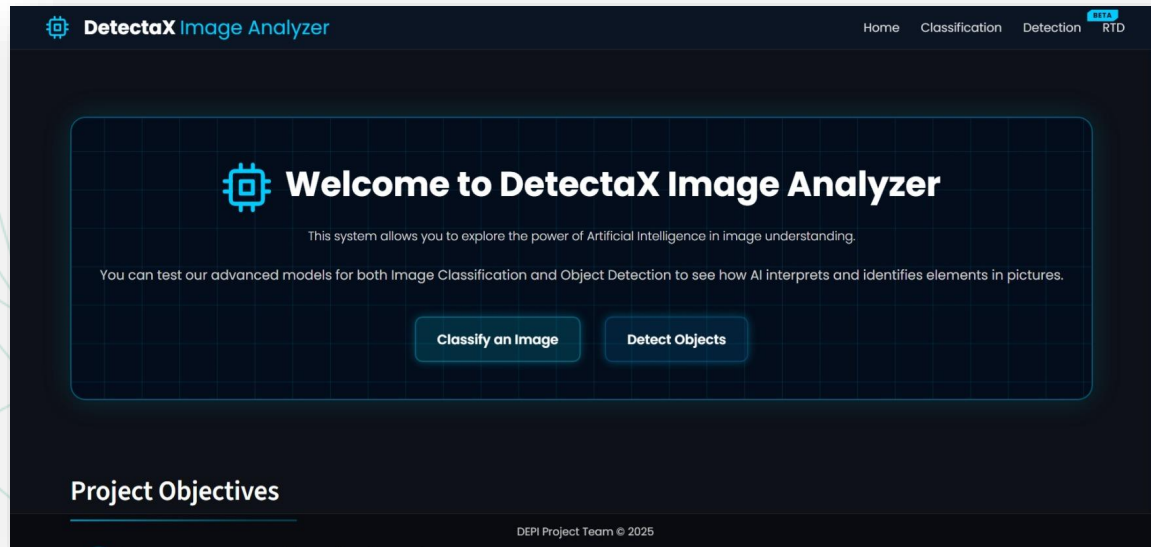 DetectaX Image Analyzer
Home Classification Detection BETA RTD
Welcome to DetectaX Image Analyzer
This system allows you to explore the power of Artificial Intelligence in image understanding.
You can test our advanced models for both Image Classification and Object Detection to see how AI interprets and identifies elements in pictures.
Classify an Image Detect Objects
Project Objectives
DEPI Project Team © 2025